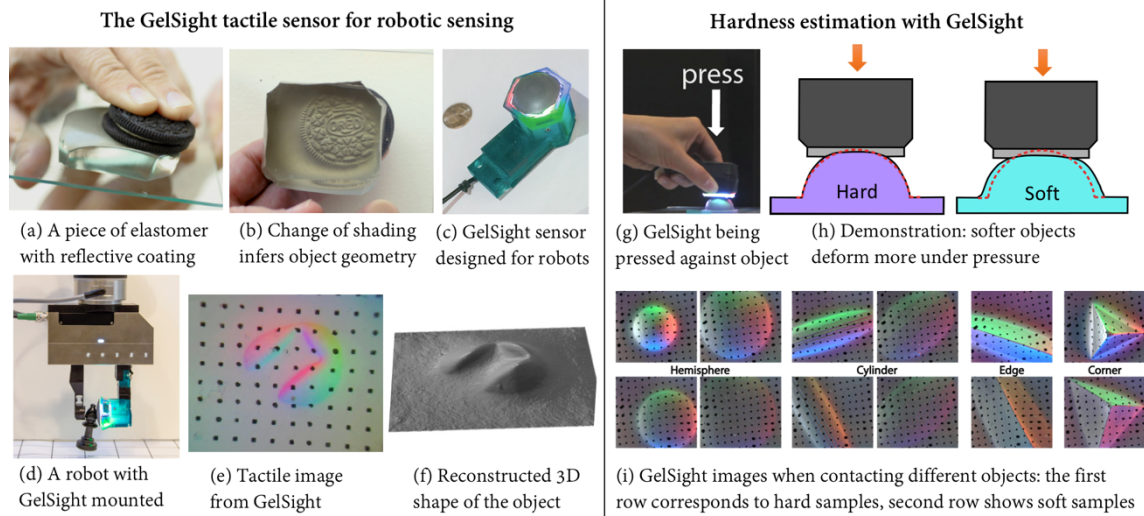 The GelSight tactile sensor for robotic sensing
(a) A piece of elastomer
with reflective coating
(b) Change of shading
infers object geometry
(c) GelSight sensor
designed for robots
(d) A robot with
GelSight mounted
(e) Tactile image
from GelSight
(f) Reconstructed 3D
shape of the object
Hardness estimation with GelSight
press
Hard
Soft
(g) GelSight being
pressed against object
(h) Demonstration: softer objects
deform more under pressure
Hemisphere
Cylinder
Edge
Corner
(i) GelSight images when contacting different objects: the first
row corresponds to hard samples, second row shows soft samples